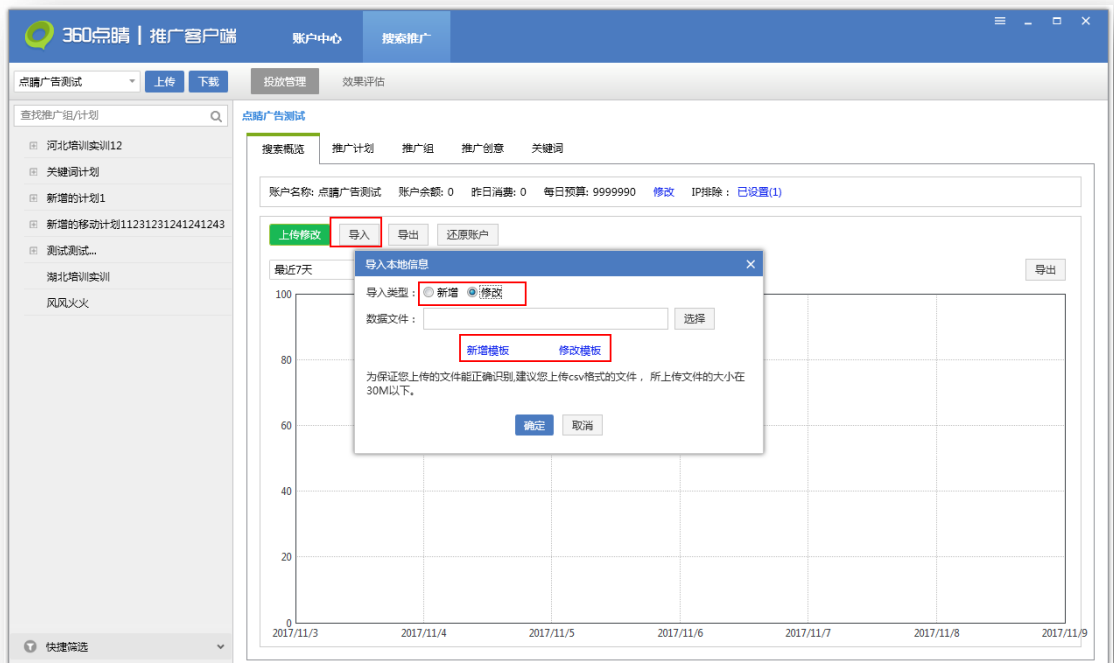 360点睛 | 推广客户端 账户中心 搜索推广
点睛广告测试 上传 下载 投放管理 效果评估
查找推广组/计划
河北培训实训12
关键词计划
新增的计划1
新增的移动计划11231231241241243
测试测试...
湖北培训实训
风风火火
快捷筛选
点睛广告测试
搜索概览 推广计划 推广组 推广创意 关键词
账户名称: 点睛广告测试 账户余额: 0 昨日消费: 0 每日预算: 9999990 修改 IP排除： 已设置(1)
上传修改 导入 导出 还原账户
最近7天 导出
导入本地信息
导入类型： 新增 修改
数据文件： 选择
新增模板 修改模板
为保证您上传的文件能正确识别,建议您上传csv格式的文件， 所上传文件的大小在
30M以下。
确定 取消
100
80
60
40
20
0
2017/11/3 2017/11/4 2017/11/5 2017/11/6 2017/11/7 2017/11/8 2017/11/9